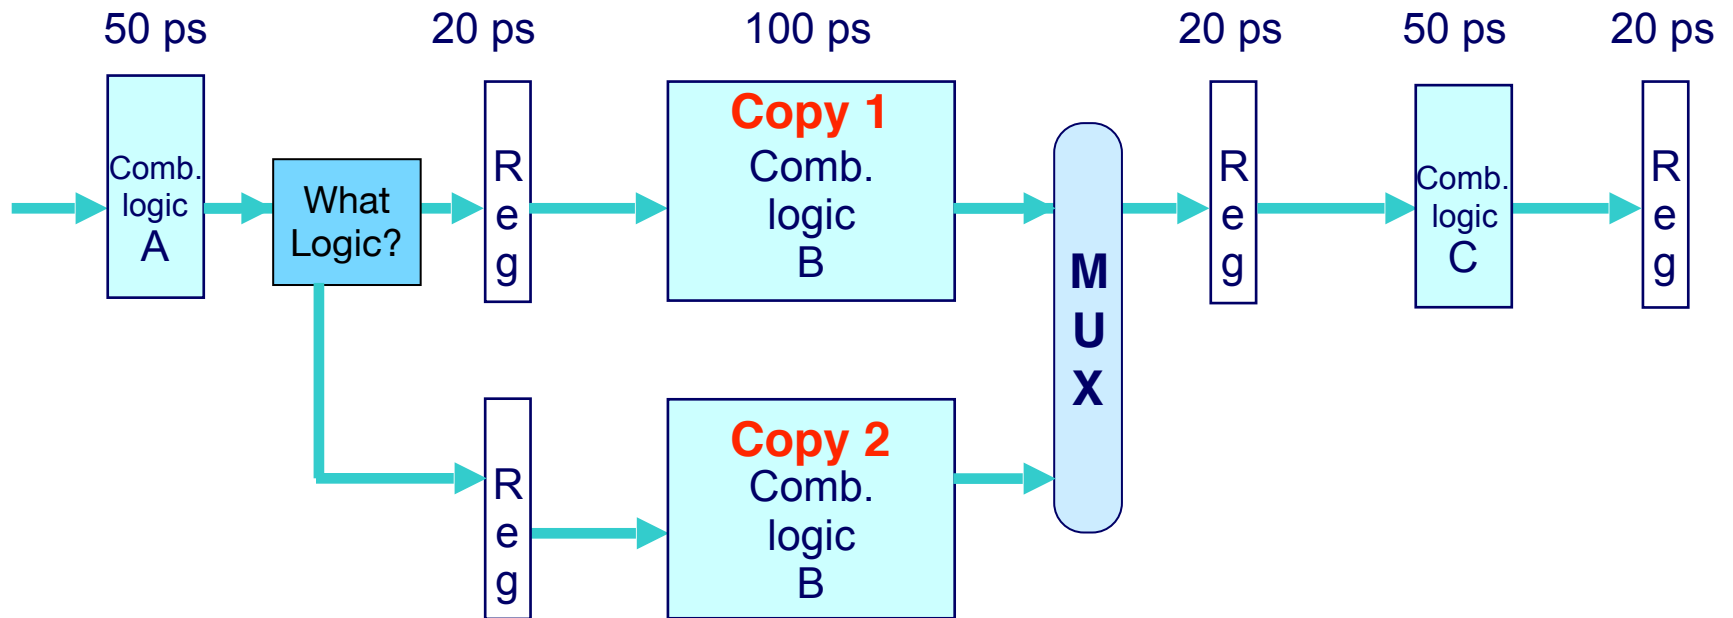 50 ps
20 ps
100 ps
20 ps
50 ps
20 ps
Comb.
logic
A
What
Logic?
R
e
g
Copy 1
Comb.
logic
B
M
U
X
R
e
g
Comb.
logic
C
R
e
g
R
e
g
Copy 2
Comb.
logic
B